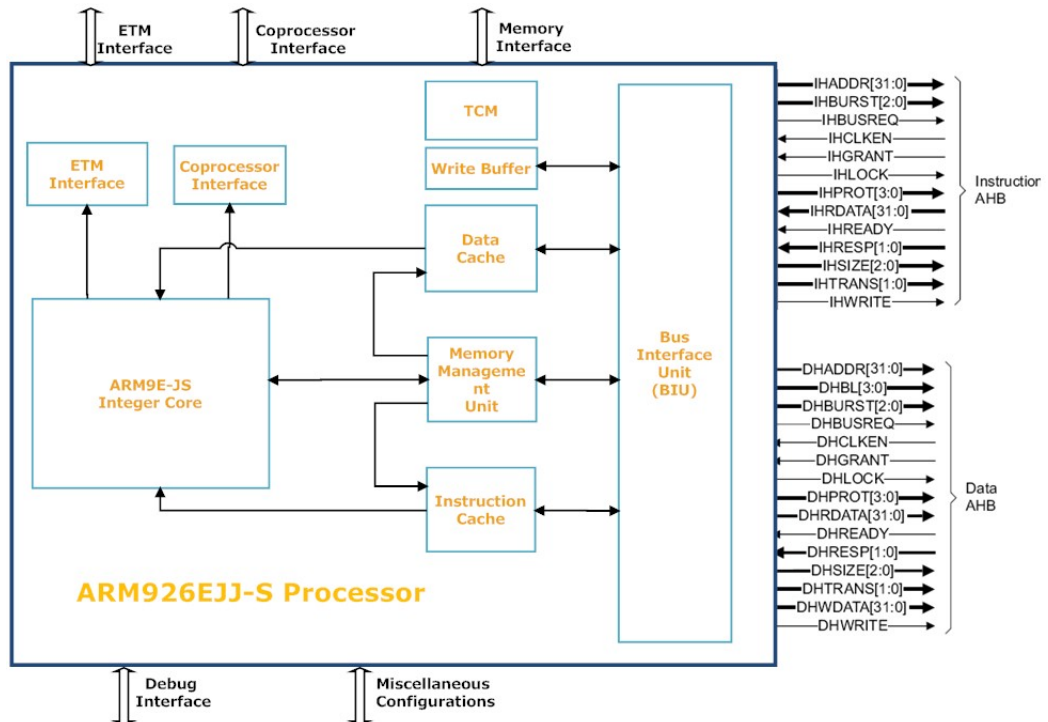 ETM
Interface
Coprocessor
Interface
Memory
Interface
TCM
ETM
Interface
Coprocessor
Interface
Write Buffer
Data
Cache
ARM9E-JS
Integer Core
Memory
Manageme
nt
Unit
Instruction
Cache
Bus
Interface
Unit
(BIU)
ARM926EJJ-S Processor
IHADDR[31:0]
IHBURST[2:0]
IHBUSREQ
IHCLKEN
IHGRANT
IHLOCK
IHPROT[3:0]
IHRDATA[31:0]
IHREADY
IHRESP[1:0]
IHSIZE[2:0]
IHTRANS[1:0]
IHWRITE
Instruction
AHB
DHADDR[31:0]
DHBL[3:0]
DHBURST[2:0]
DHBUSREQ
DHCLKEN
DHGRANT
DHLOCK
DHPROT[3:0]
DHRDATA[31:0]
DHREADY
DHRESP[1:0]
DHSIZE[2:0]
DHTRANS[1:0]
DHWDATA[31:0]
DHWRITE
Data
AHB
Debug
Interface
Miscellaneous
Configurations